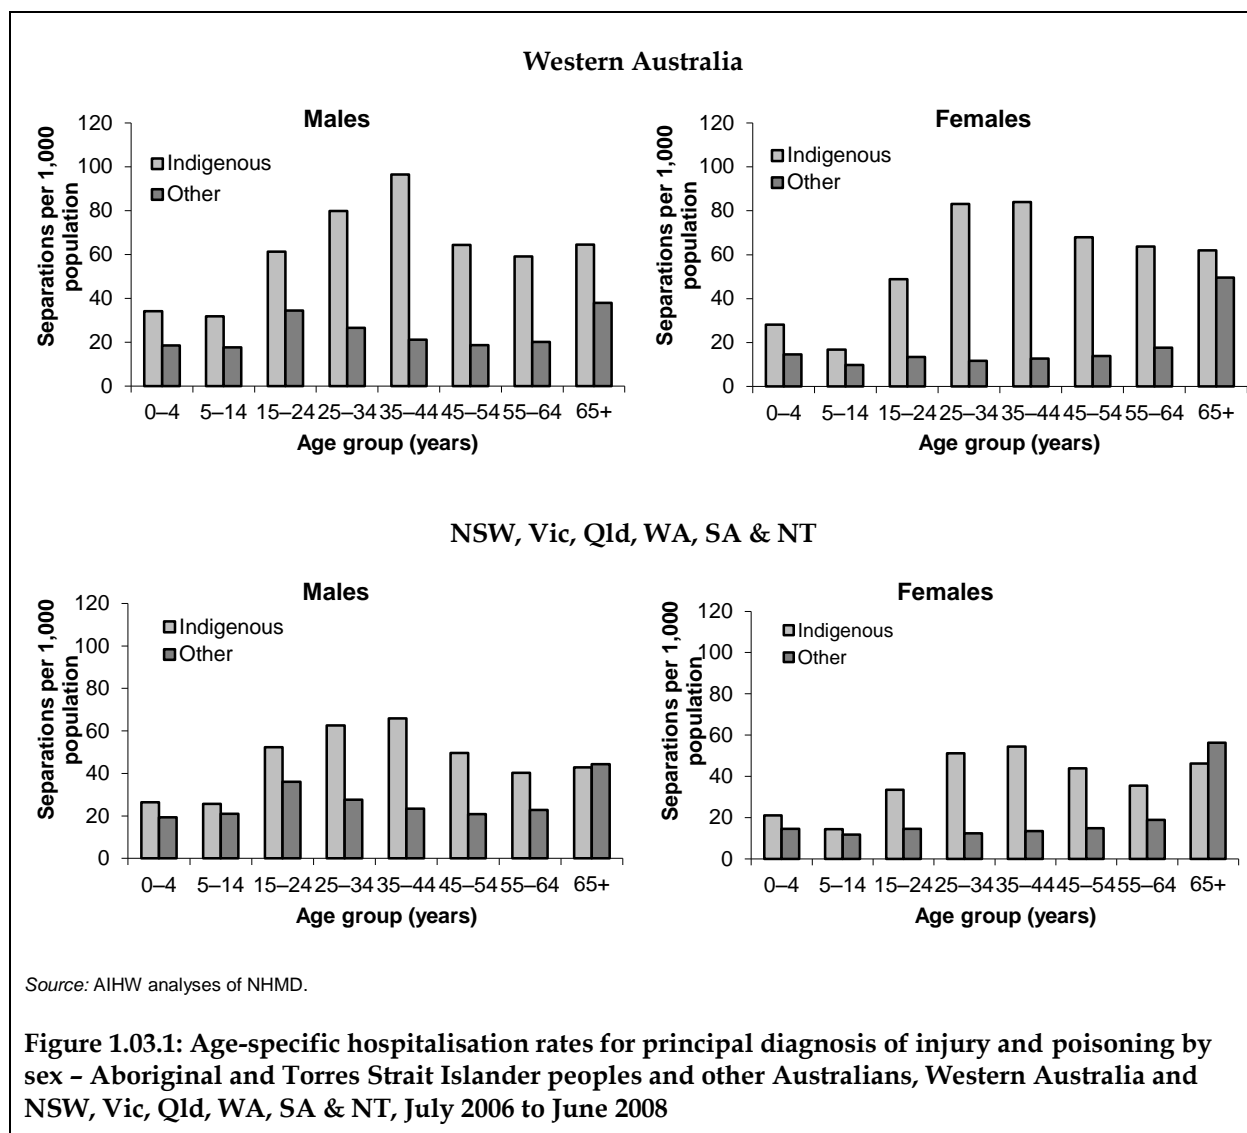 Western Australia
Males
Separations per 1,000
population
120
100
80
60
40
20
0
Indigenous
Other
0–4 5–14 15–24 25–34 35–44 45–54 55–64 65+
Age group (years)
Females
Separations per 1,000
population
120
100
80
60
40
20
0
Indigenous
Other
0–4 5–14 15–24 25–34 35–44 45–54 55–64 65+
Age group (years)
NSW, Vic, Qld, WA, SA & NT
Males
Separations per 1,000
population
120
100
80
60
40
20
0
Indigenous
Other
0–4 5–14 15–24 25–34 35–44 45–54 55–64 65+
Age group (years)
Females
Separations per 1,000
population
120
100
80
60
40
20
0
Indigenous
Other
0–4 5–14 15–24 25–34 35–44 45–54 55–64 65+
Age group (years)
Source: AIHW analyses of NHMD.
Figure 1.03.1: Age-specific hospitalisation rates for principal diagnosis of injury and poisoning by
sex – Aboriginal and Torres Strait Islander peoples and other Australians, Western Australia and
NSW, Vic, Qld, WA, SA & NT, July 2006 to June 2008